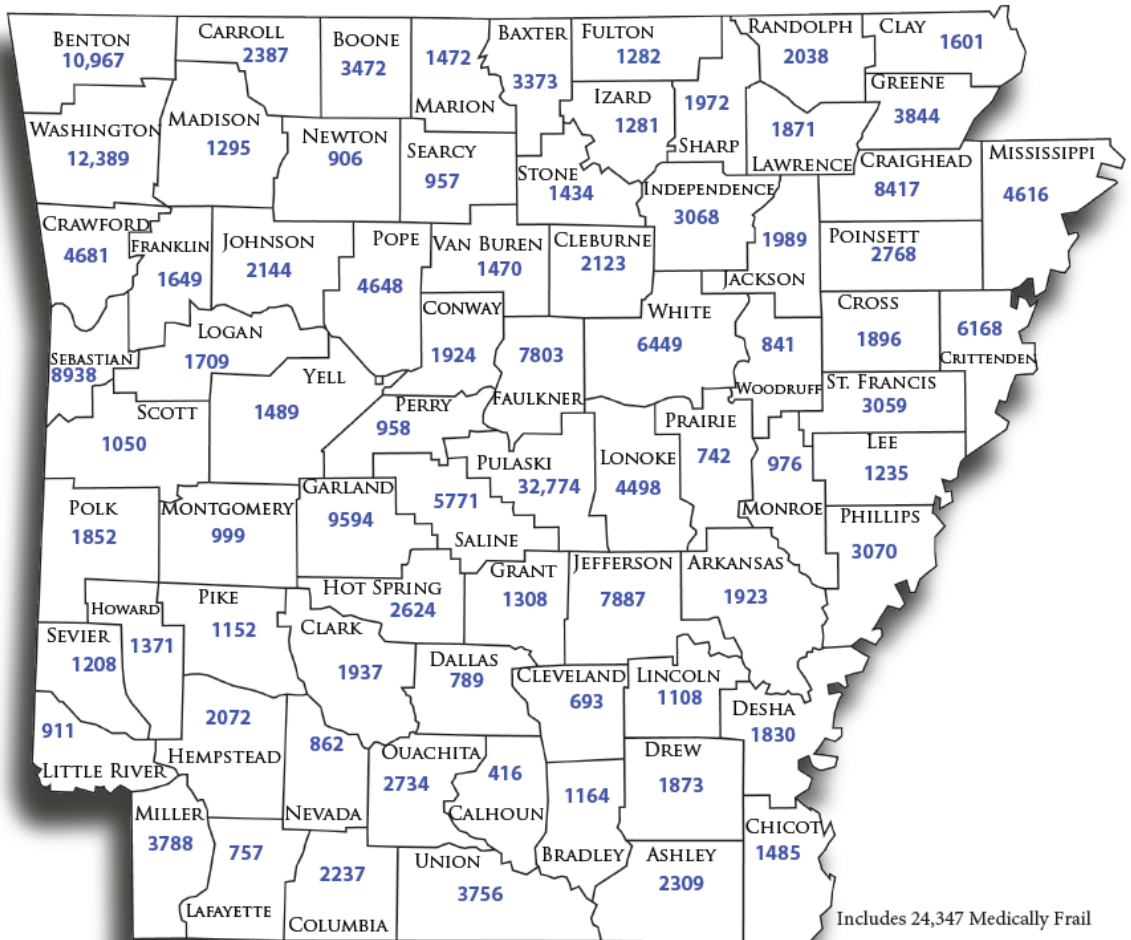 BENTON
10,967
CARROLL
2387
BOONE
3472
1472
MARION
BAXTER
3373
FULTON
1282
RANDOLPH
2038
CLAY
1601
GREENE
3844
IZARD
1281
1972
SHARP
1871
LAWRENCE
WASHINGTON
12,389
MADISON
1295
NEWTON
906
SEARCY
957
STONE
1434
INDEPENDENCE
3068
CRAIGHEAD
8417
MISSISSIPPI
4616
CRAWFORD
4681
FRANKLIN
1649
JOHNSON
2144
POPE
4648
VAN BUREN
1470
CLEBURNE
2123
1989
JACKSON
POINSETT
2768
LOGAN
1709
CONWAY
1924
7803
FAULKNER
WHITE
6449
841
WOODRUFF
CROSS
1896
6168
CRITTENDEN
SEBASTIAN
8938
SCOTT
1050
YELL
1489
PERRY
958
PRAIRIE
742
ST. FRANCIS
3059
LEE
1235
PULASKI
32,774
LONOKE
4498
976
MONROE
PHILLIPS
3070
POLK
1852
MONTGOMERY
999
GARLAND
9594
5771
SALINE
HOT SPRING
2624
GRANT
1308
JEFFERSON
7887
ARKANSAS
1923
HOWARD
1371
PIKE
1152
CLARK
1937
SEVIER
1208
DALLAS
789
CLEVELAND
693
LINCOLN
1108
DESHA
1830
911
LITTLE RIVER
2072
HEMPSTEAD
862
NEVADA
OUACHITA
2734
416
CALHOUN
1164
BRADLEY
DREW
1873
MILLER
3788
757
LAFAYETTE
2237
COLUMBIA
UNION
3756
ASHLEY
2309
CHICOT
1485
Includes 24,347 Medically Frail